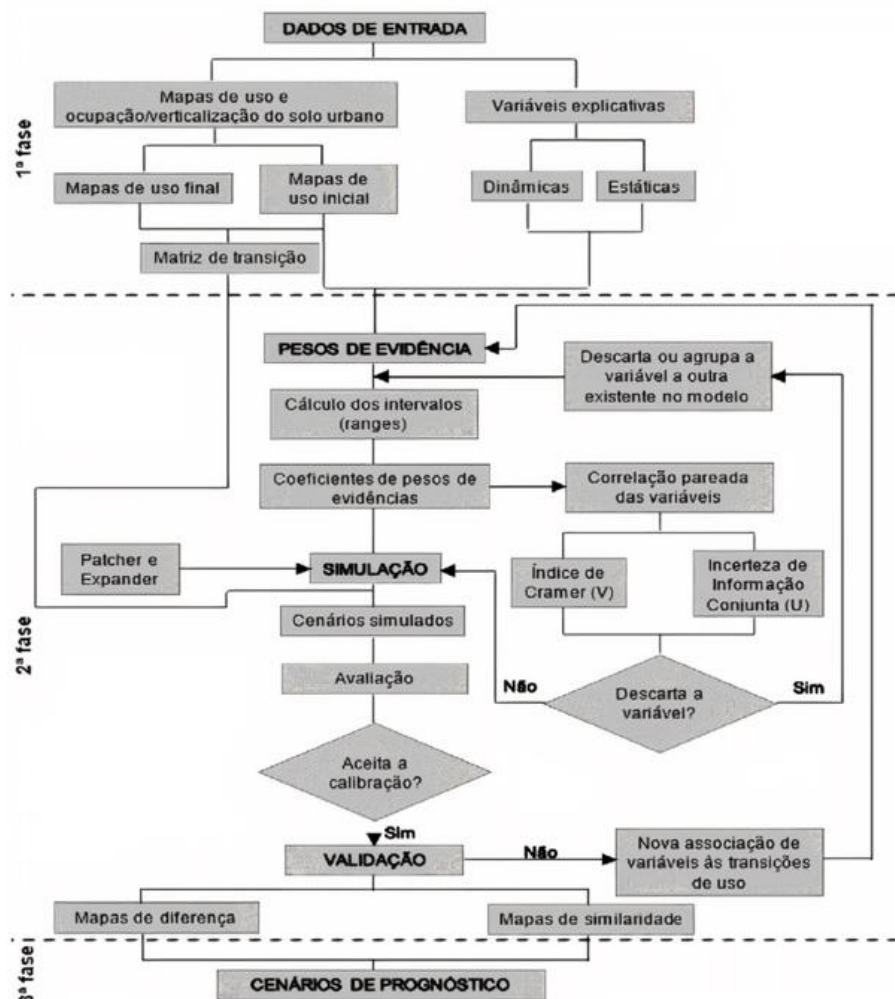 DADOS DE ENTRADA
Mapas de uso e
ocupação/verticalização do solo urbano
Variáveis explicativas
1ª fase
Mapas de uso final
Mapas de
uso inicial
Dinâmicas
Estáticas
Matriz de transição
PESOS DE EVIDÊNCIA
Descarta ou agrupa a
variável a outra
existente no modelo
Cálculo dos intervalos
(ranges)
Coeficientes de pesos de
evidências
Correlação pareada
das variáveis
Patcher e
Expander
SIMULAÇÃO
Índice de
Cramer (V)
Incerteza de
Informação
Conjunta (U)
2ª fase
Cenários simulados
Avaliação
Não
Descarta a
variável?
Sim
Aceita a
calibração?
Sim
VALIDAÇÃO
Não
Nova associação de
variáveis às transições
de uso
Mapas de diferença
Mapas de similaridade
3ª fase
CENÁRIOS DE PROGNÓSTICO